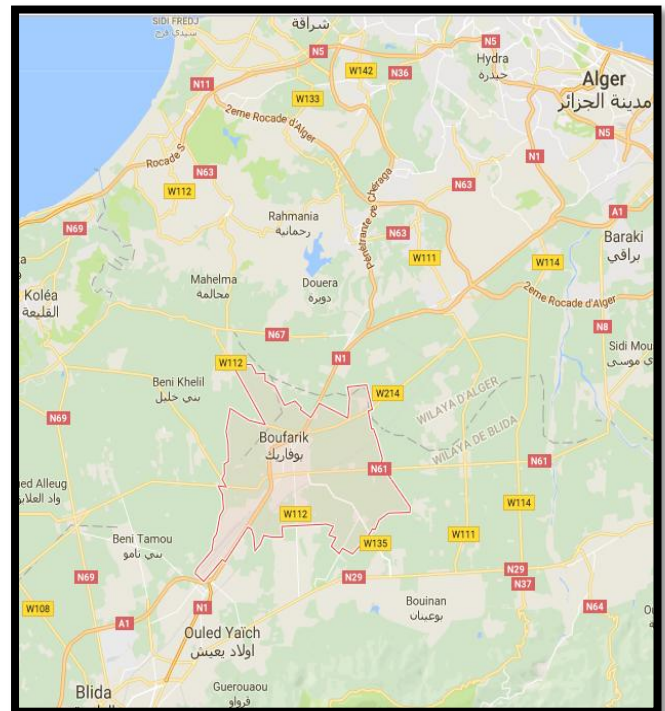 SIDI FREDJ
سيدي فرج
شراقة
N5
N5
W142
N36
Hydra
حيدرة
Alger
مدينة الجزائر
N11
W133
2eme Rocade d'Alger
N5
N1
Rocade S
N63
W112
N63
Pénétrante de Chéraga
Rahmania
رحمانية
N69
N63
A1
W111
W114
Baraki
براقي
Mahelma
محالمة
Douera
دويرة
2eme Rocade d'Alger
Koléa
القليعة
N8
N67
N1
Sidi Mou
W112
Beni Khelil
بني خليل
W214
WILAYA D'ALGER
WILAYA DE BLIDA
N69
Boufarik
بوفاريك
N61
N61
ed Alleug
واد العلايق
W112
W114
Beni Tamou
بني تامو
W135
W111
N69
N29
N29
N37
W108
N1
Bouinan
بوعينان
N64
A1
Ouled Yaïch
اولاد يعيش
Blida
Guerouaou
قرواو